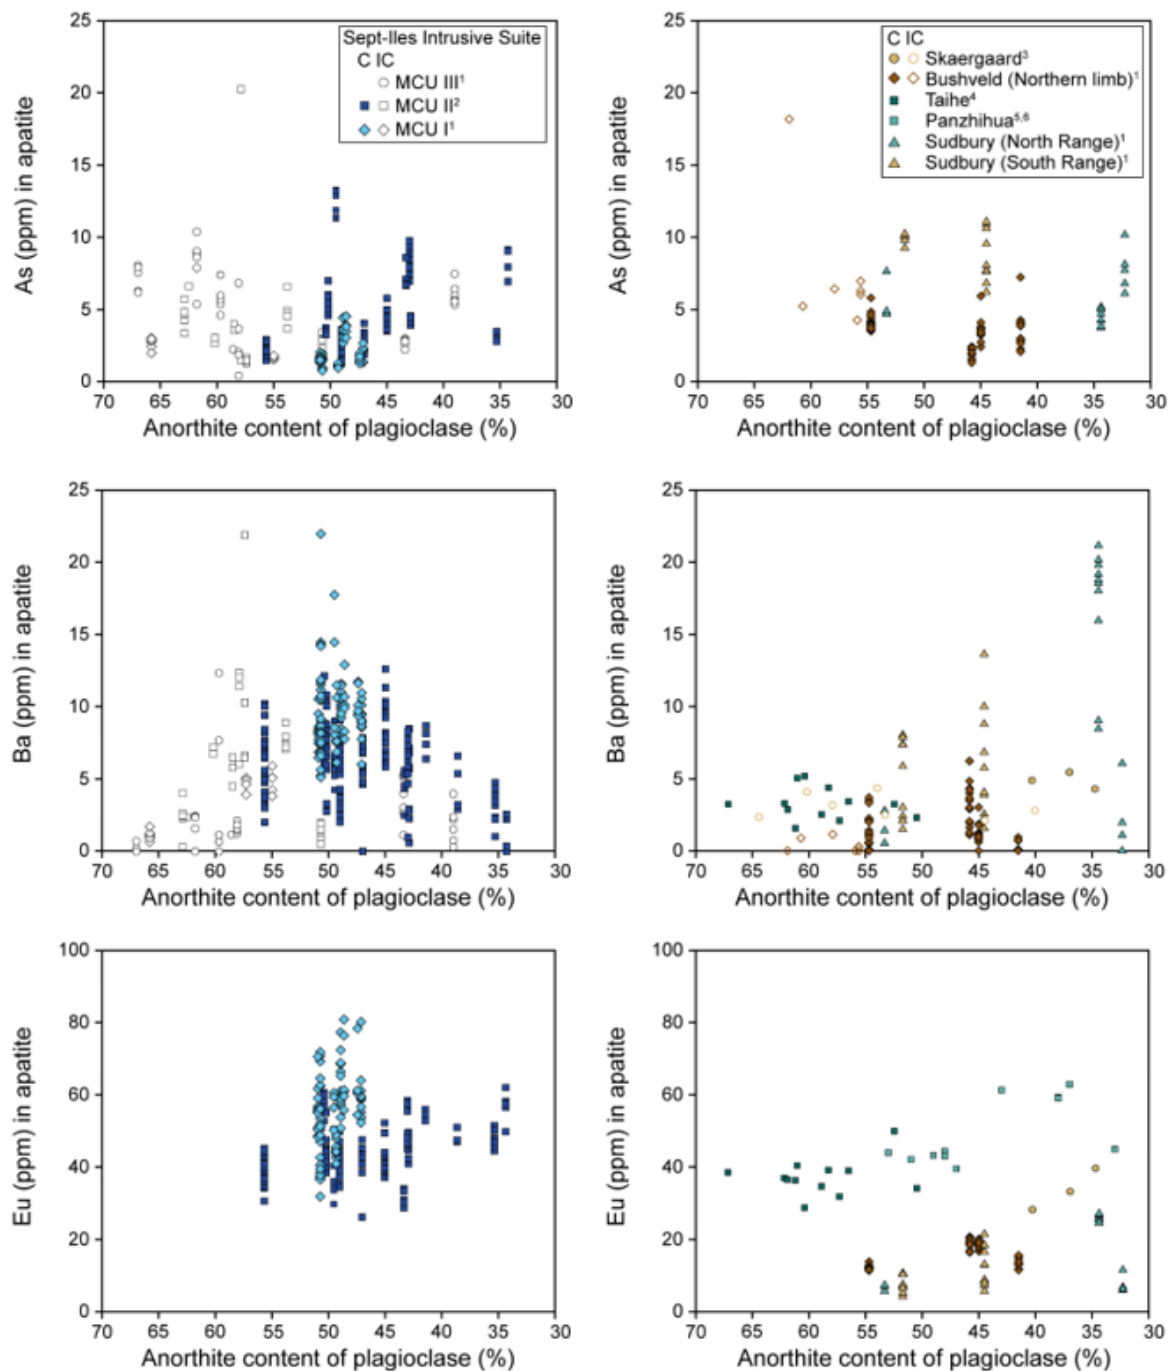 25
20
15
10
5
0
As (ppm) in apatite
70 65 60 55 50 45 40 35 30
Anorthite content of plagioclase (%)
Sept-Iles Intrusive Suite
C IC
MCU III¹
MCU II²
MCU I¹
25
20
15
10
5
0
As (ppm) in apatite
70 65 60 55 50 45 40 35 30
Anorthite content of plagioclase (%)
C IC
Skaergaard³
Bushveld (Northern limb)¹
Taihe⁴
Panzhihua⁵,⁶
Sudbury (North Range)¹
Sudbury (South Range)¹
25
20
15
10
5
0
Ba (ppm) in apatite
70 65 60 55 50 45 40 35 30
Anorthite content of plagioclase (%)
25
20
15
10
5
0
Ba (ppm) in apatite
70 65 60 55 50 45 40 35 30
Anorthite content of plagioclase (%)
100
80
60
40
20
0
Eu (ppm) in apatite
70 65 60 55 50 45 40 35 30
Anorthite content of plagioclase (%)
100
80
60
40
20
0
Eu (ppm) in apatite
70 65 60 55 50 45 40 35 30
Anorthite content of plagioclase (%)